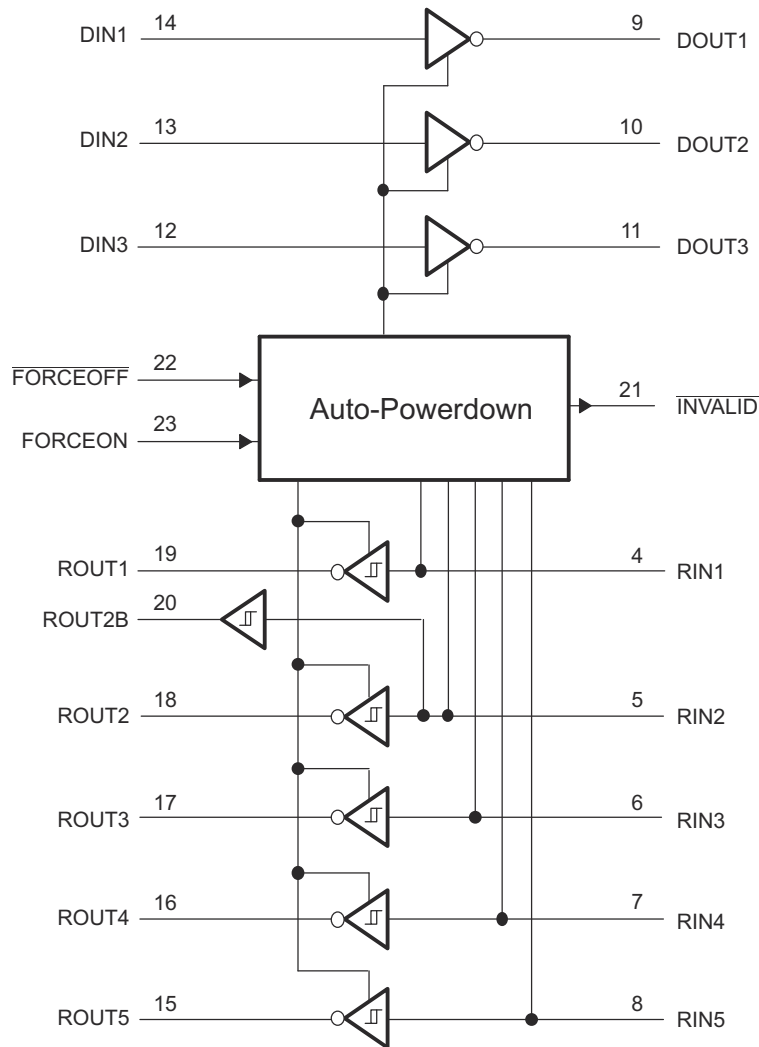 DIN1 14 9 DOUT1
DIN2 13 10 DOUT2
DIN3 12 11 DOUT3
F̅O̅R̅C̅E̅O̅F̅F̅ 22
Auto-Powerdown
21 I̅N̅V̅A̅L̅I̅D̅
FORCEON 23
ROUT1 19 4 RIN1
ROUT2B 20
ROUT2 18 5 RIN2
ROUT3 17 6 RIN3
ROUT4 16 7 RIN4
ROUT5 15 8 RIN5